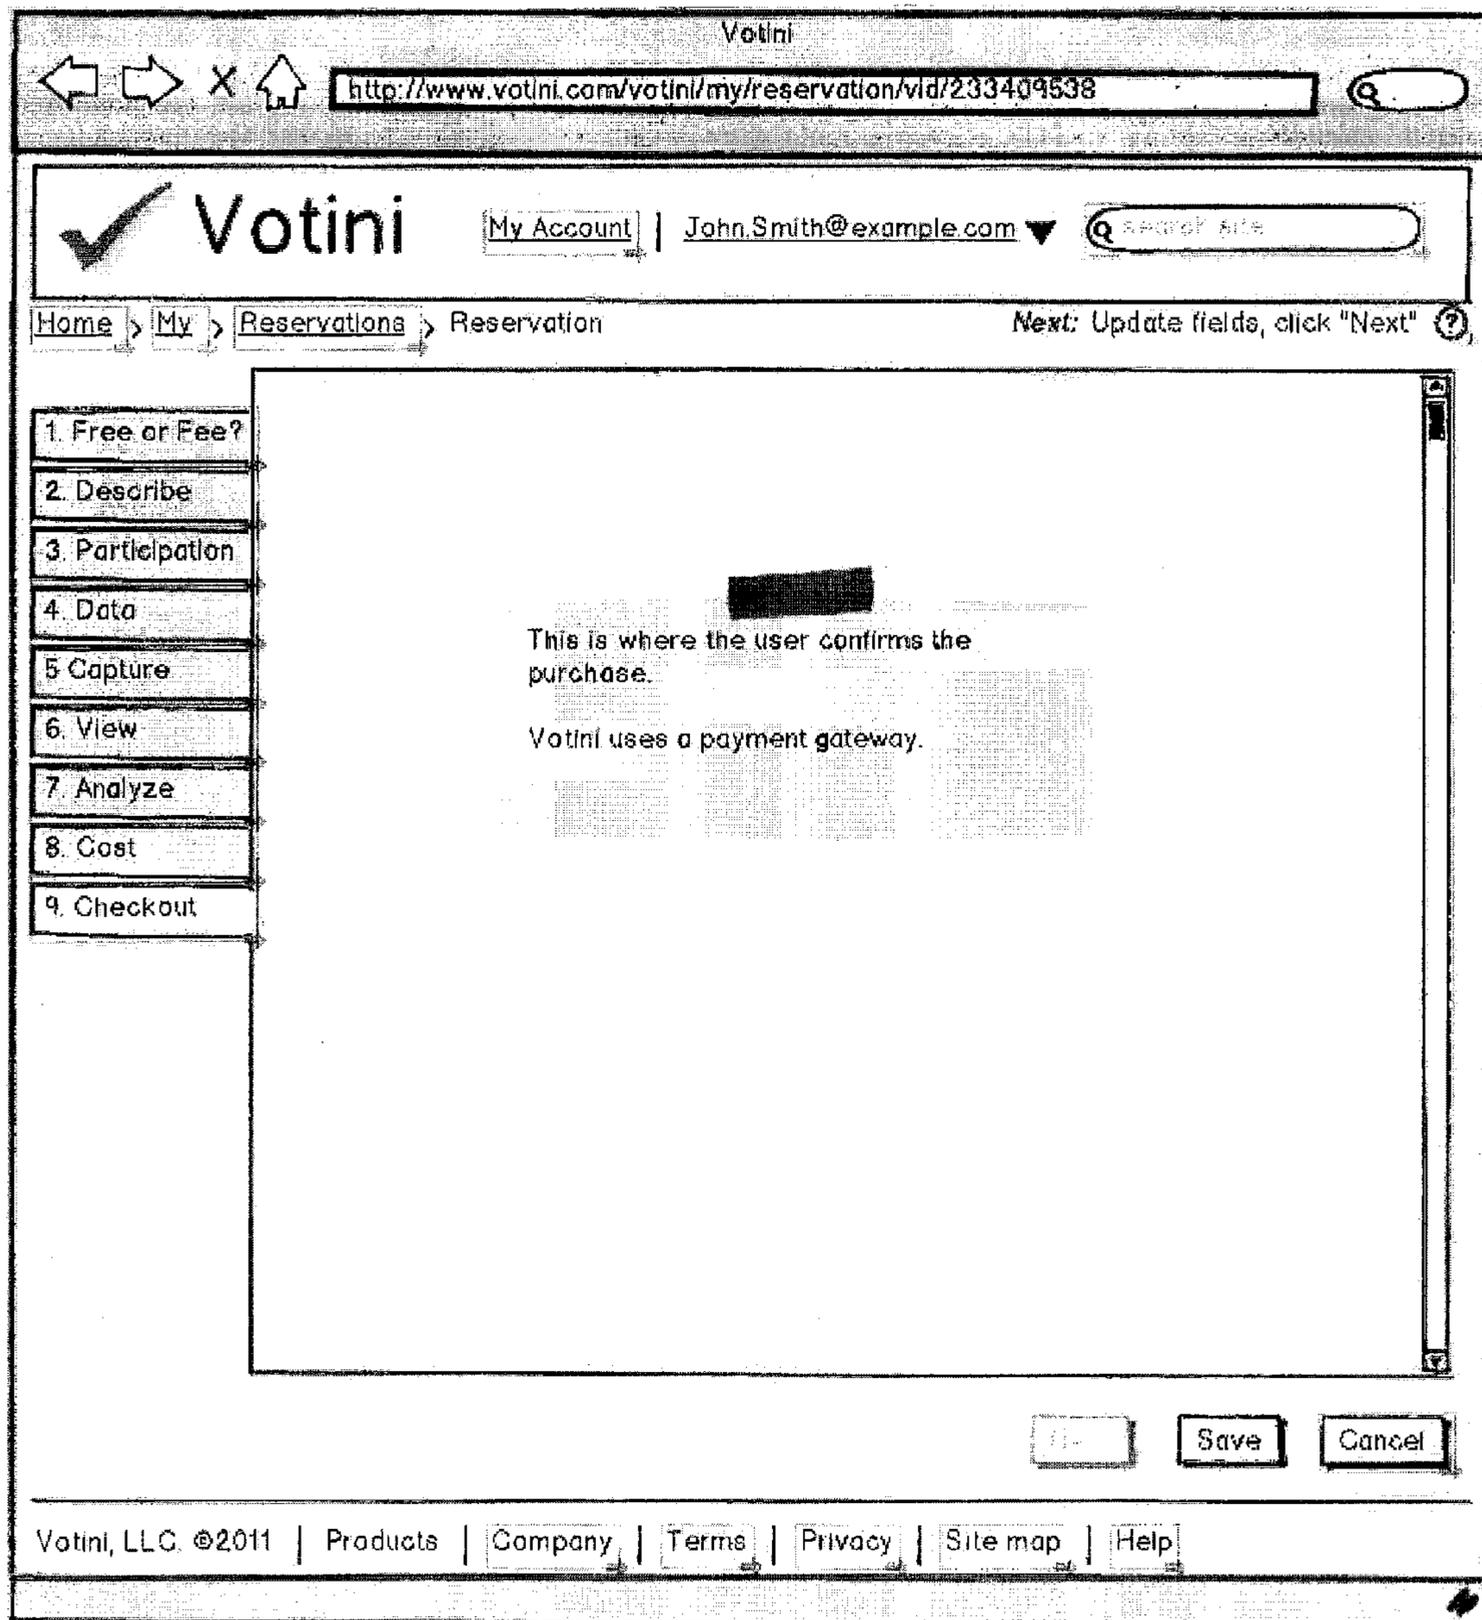 Votini
http://www.votini.com/votini/my/reservation/vid/233409538
Votini My Account | John.Smith@example.com search site
Home > My > Reservations > Reservation Next: Update fields, click "Next" ?
1. Free or Fee?
2. Describe
3. Participation
4. Data
5 Capture
6. View
7. Analyze
8. Cost
9. Checkout
This is where the user confirms the
purchase.
Votini uses a payment gateway.
Save Cancel
Votini, LLC. ©2011 | Products | Company | Terms | Privacy | Site map | Help